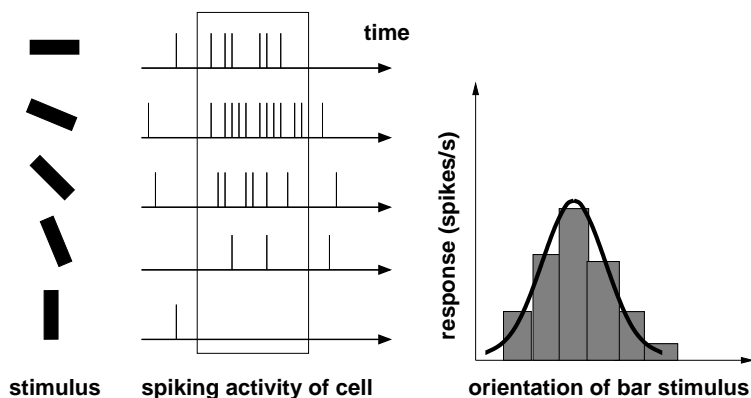 time
response (spikes/s)
stimulus
spiking activity of cell
orientation of bar stimulus